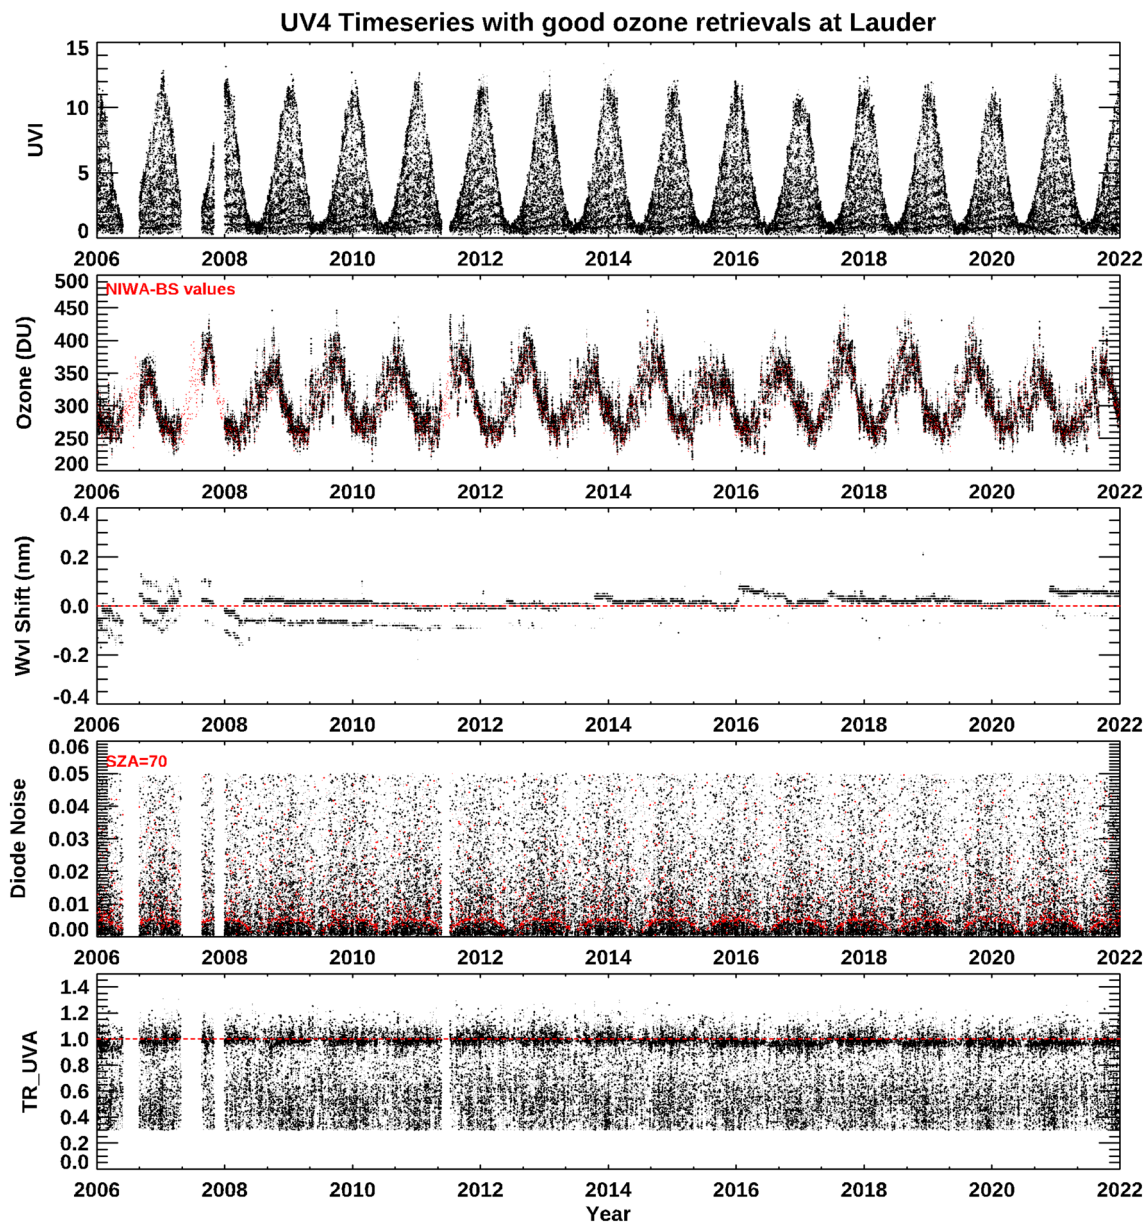 UV4 Timeseries with good ozone retrievals at Lauder
UVI
15
10
5
0
2006 2008 2010 2012 2014 2016 2018 2020 2022
Ozone (DU)
NIWA-BS values
500
450
400
350
300
250
200
2006 2008 2010 2012 2014 2016 2018 2020 2022
Wvl Shift (nm)
0.4
0.2
0.0
-0.2
-0.4
2006 2008 2010 2012 2014 2016 2018 2020 2022
Diode Noise
SZA=70
0.06
0.05
0.04
0.03
0.02
0.01
0.00
2006 2008 2010 2012 2014 2016 2018 2020 2022
TR_UVA
1.4
1.2
1.0
0.8
0.6
0.4
0.2
0.0
2006 2008 2010 2012 2014 2016 2018 2020 2022
Year